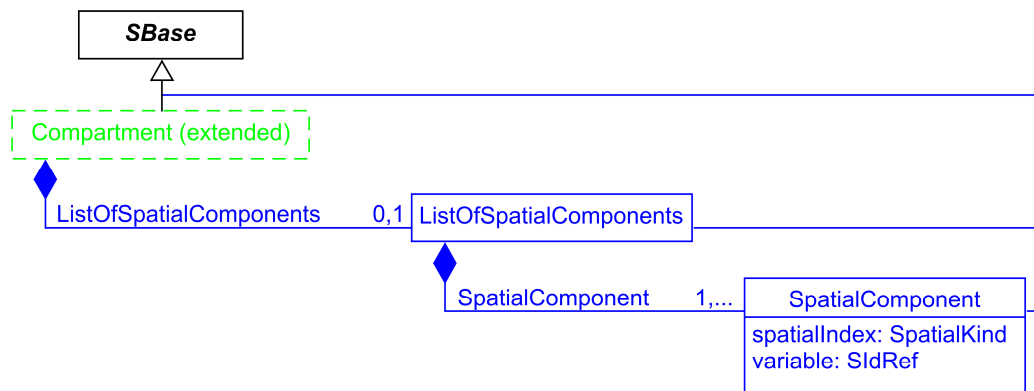 SBase
Compartment (extended)
ListOfSpatialComponents 0,1 ListOfSpatialComponents
SpatialComponent 1,... SpatialComponent
spatialIndex: SpatialKind
variable: SIdRef